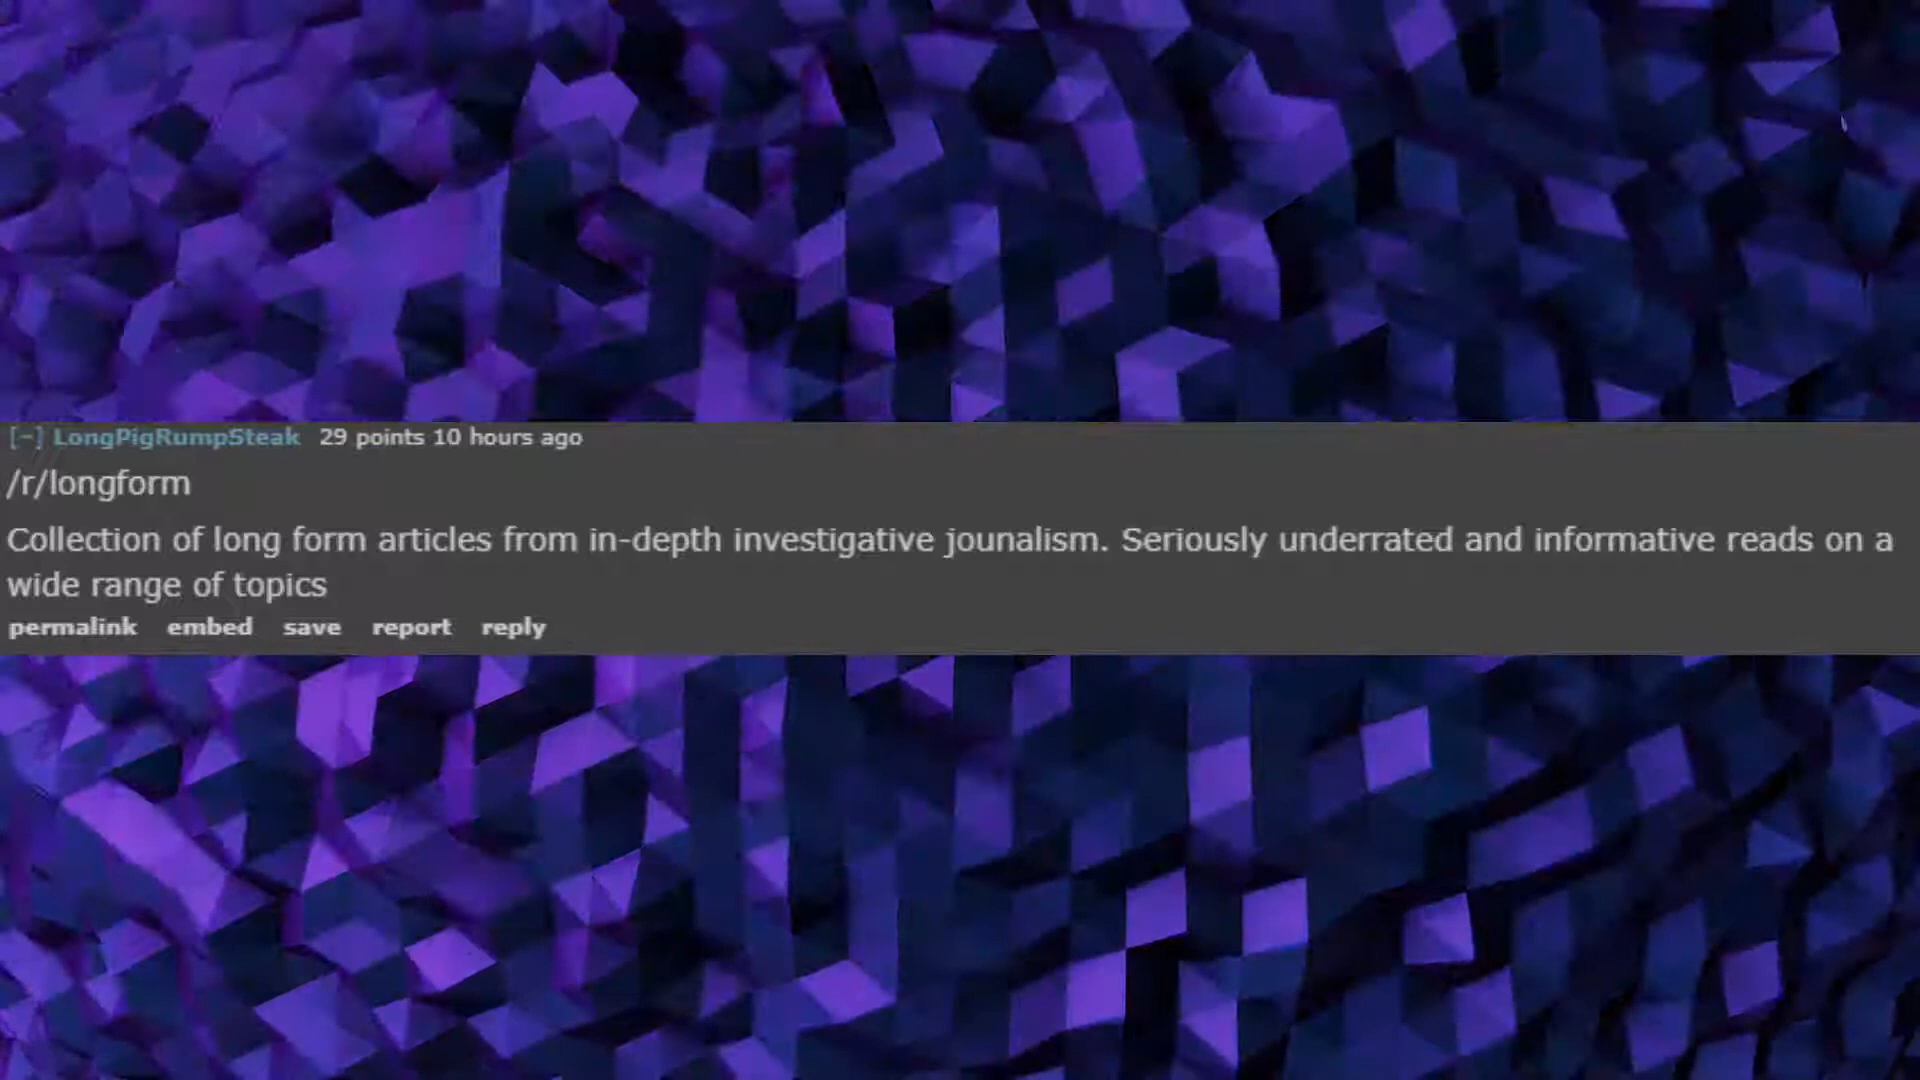 [-] LongPigRumpSteak 29 points 10 hours ago
/r/longform
Collection of long form articles from in-depth investigative jounalism. Seriously underrated and informative reads on a
wide range of topics
permalink embed save report reply